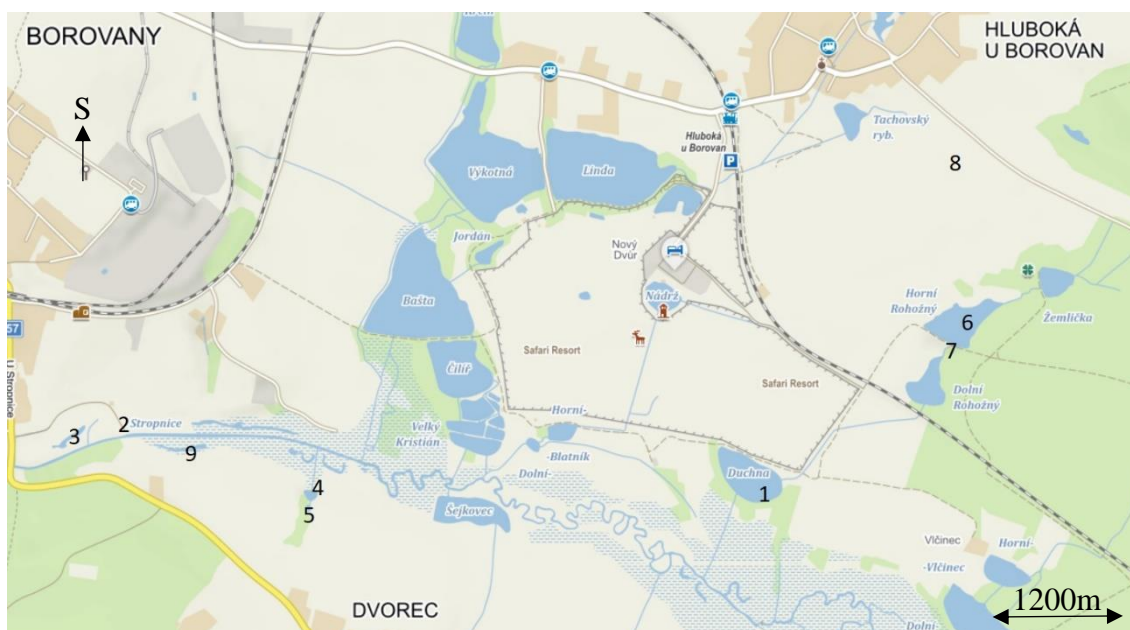 Křemí
BOROVANY
HLUBOKÁ
U BOROVAN
S
Tachovský
ryb.
Hluboká
u Borovan
P
Výkotná
Linda
8
Jordán
Nový
Dvůr
Bašta
Nádrž
Horní
Rohožný
6
Žemlička
57
Safari Resort
7
Čilíř
Safari Resort
Dolní
Rohožný
U Stropnice
2
Stropnice
3
Velký
Kristián
Horní-
-Blatník
9
Dolní-
Duchna
4
1
5
Šejkovec
Vlčinec
Horní-
-Vlčinec
DVOREC
1200m
Dolní-